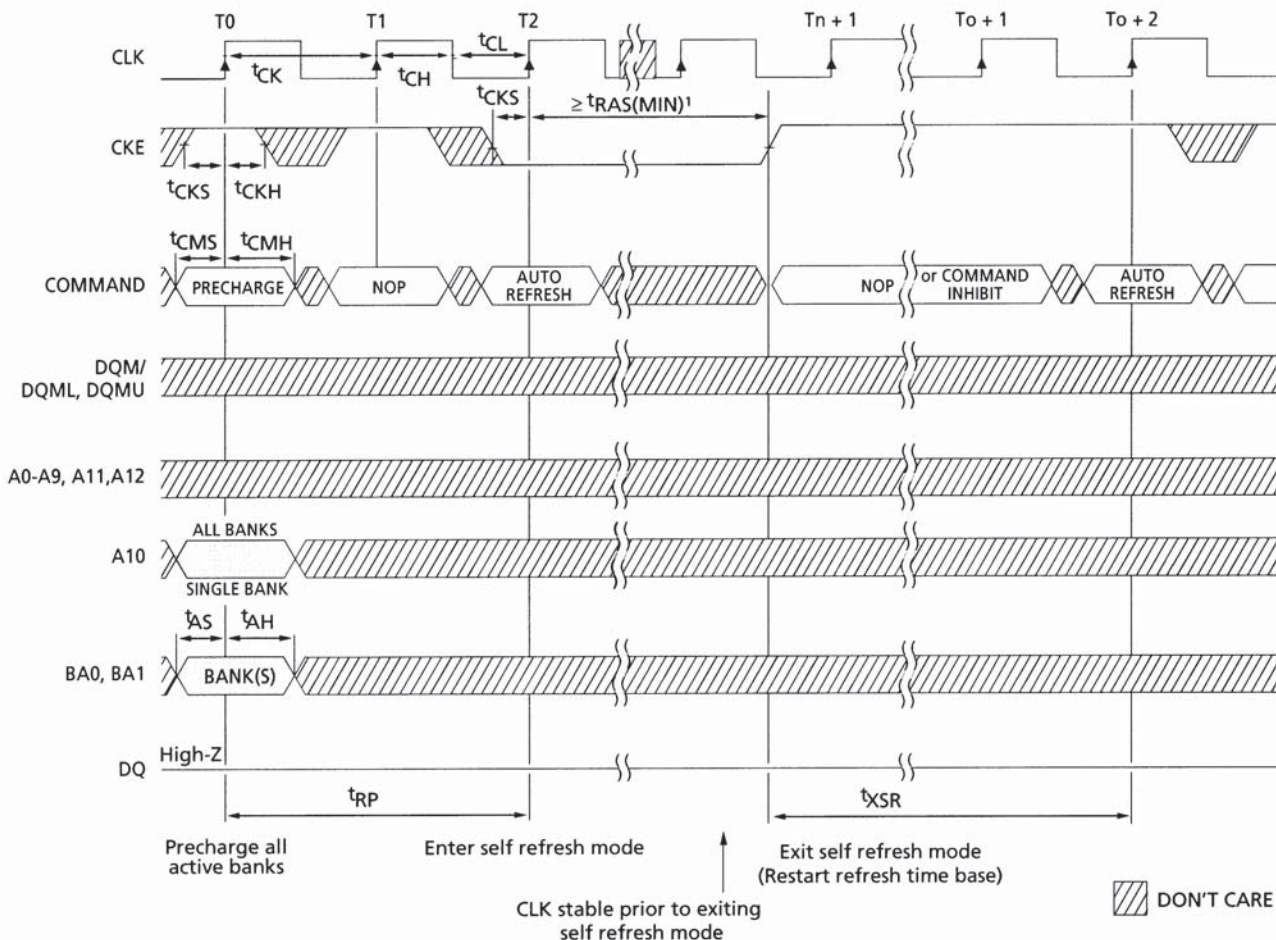 T0 T1 T2 Tn + 1 To + 1 To + 2
CLK
tCK tCH tCL
tCKS ≥ tRAS(MIN)¹
CKE
tCKS tCKH
tCMS tCMH
COMMAND PRECHARGE NOP AUTO REFRESH NOP or COMMAND INHIBIT AUTO REFRESH
DQM/
DQML, DQMU
A0-A9, A11,A12
ALL BANKS
A10
SINGLE BANK
tAS tAH
BA0, BA1 BANK(S)
High-Z
DQ
tRP tXSR
Precharge all
active banks
Enter self refresh mode
CLK stable prior to exiting
self refresh mode
Exit self refresh mode
(Restart refresh time base)
DON'T CARE